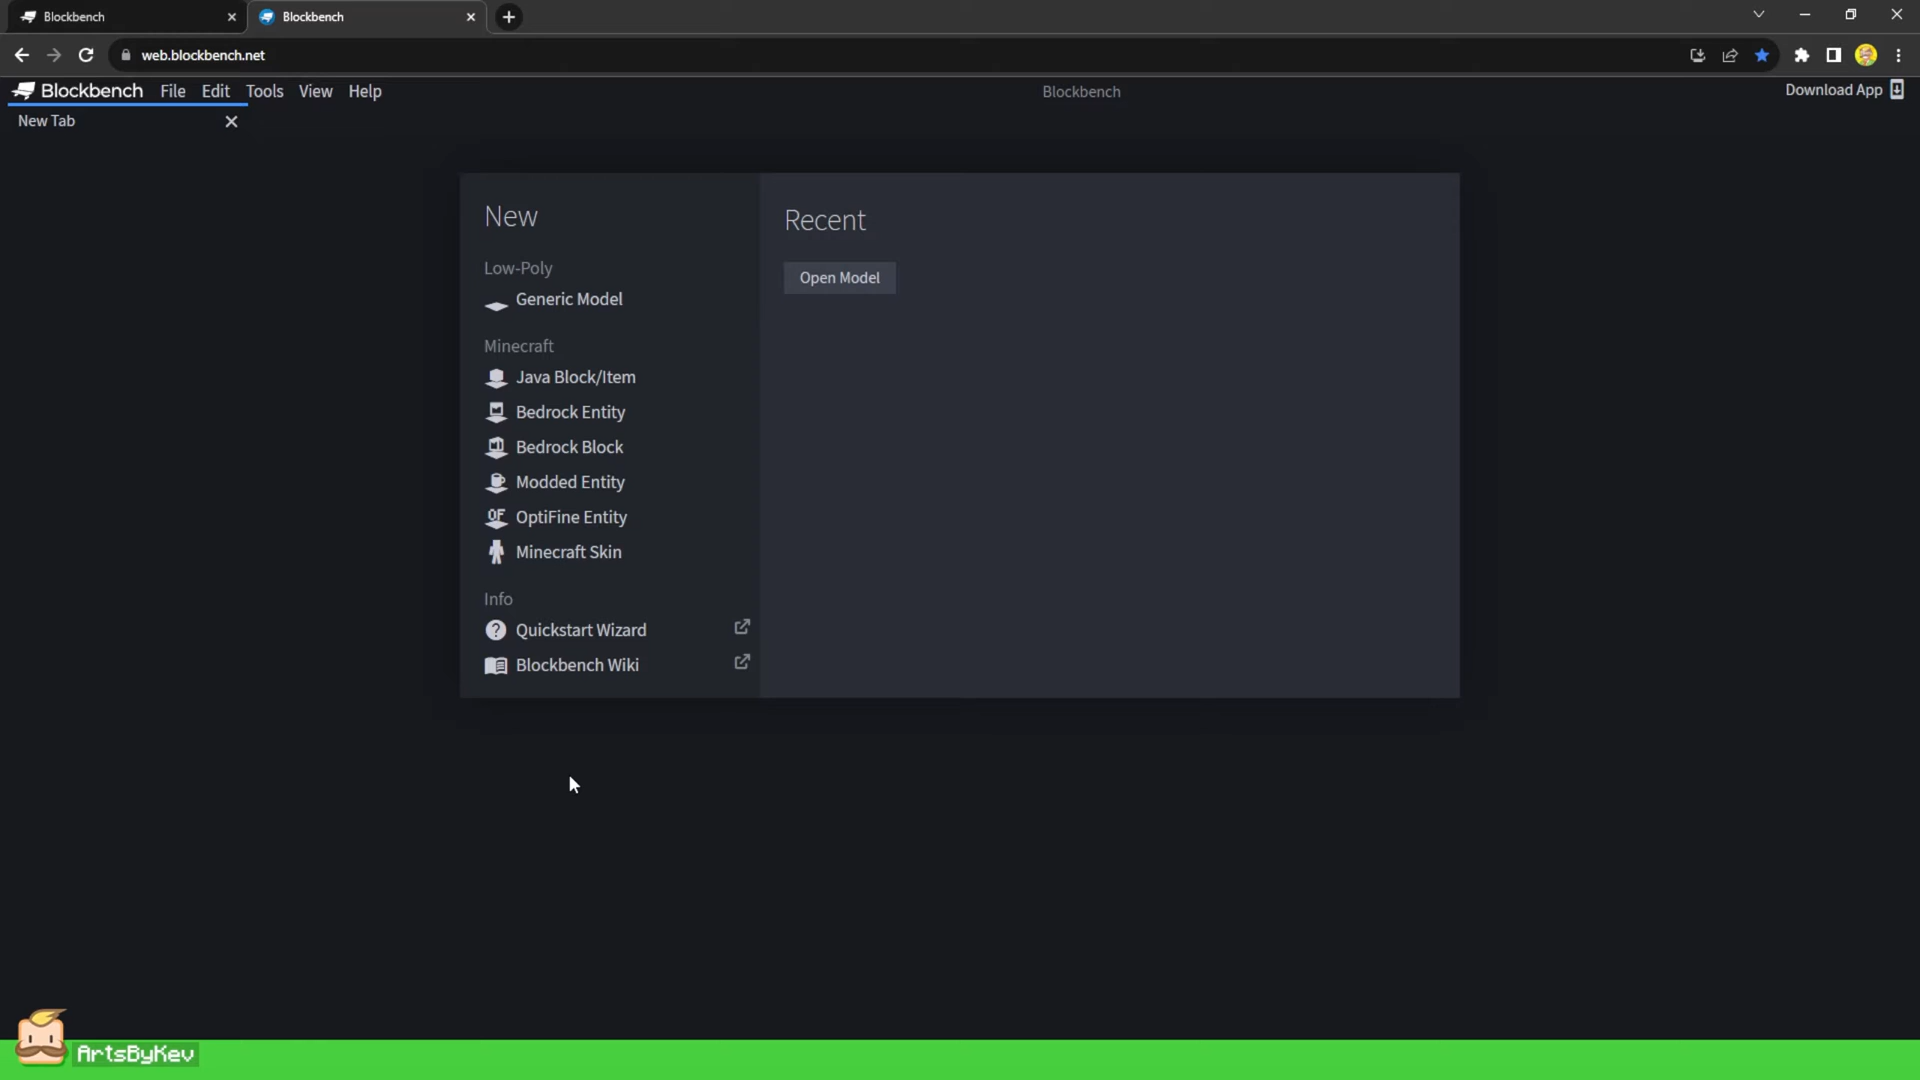 Blockbench
Blockbench
web.blockbench.net
Blockbench File Edit Tools View Help
Blockbench
Download App
New Tab
New
Low-Poly
Generic Model
Minecraft
Java Block/Item
Bedrock Entity
Bedrock Block
Modded Entity
OptiFine Entity
Minecraft Skin
Info
Quickstart Wizard
Blockbench Wiki
Recent
Open Model
ArtsByKev